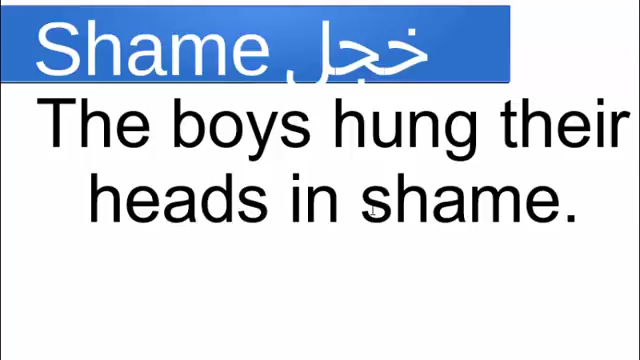 Shame خجل
The boys hung their
heads in shame.